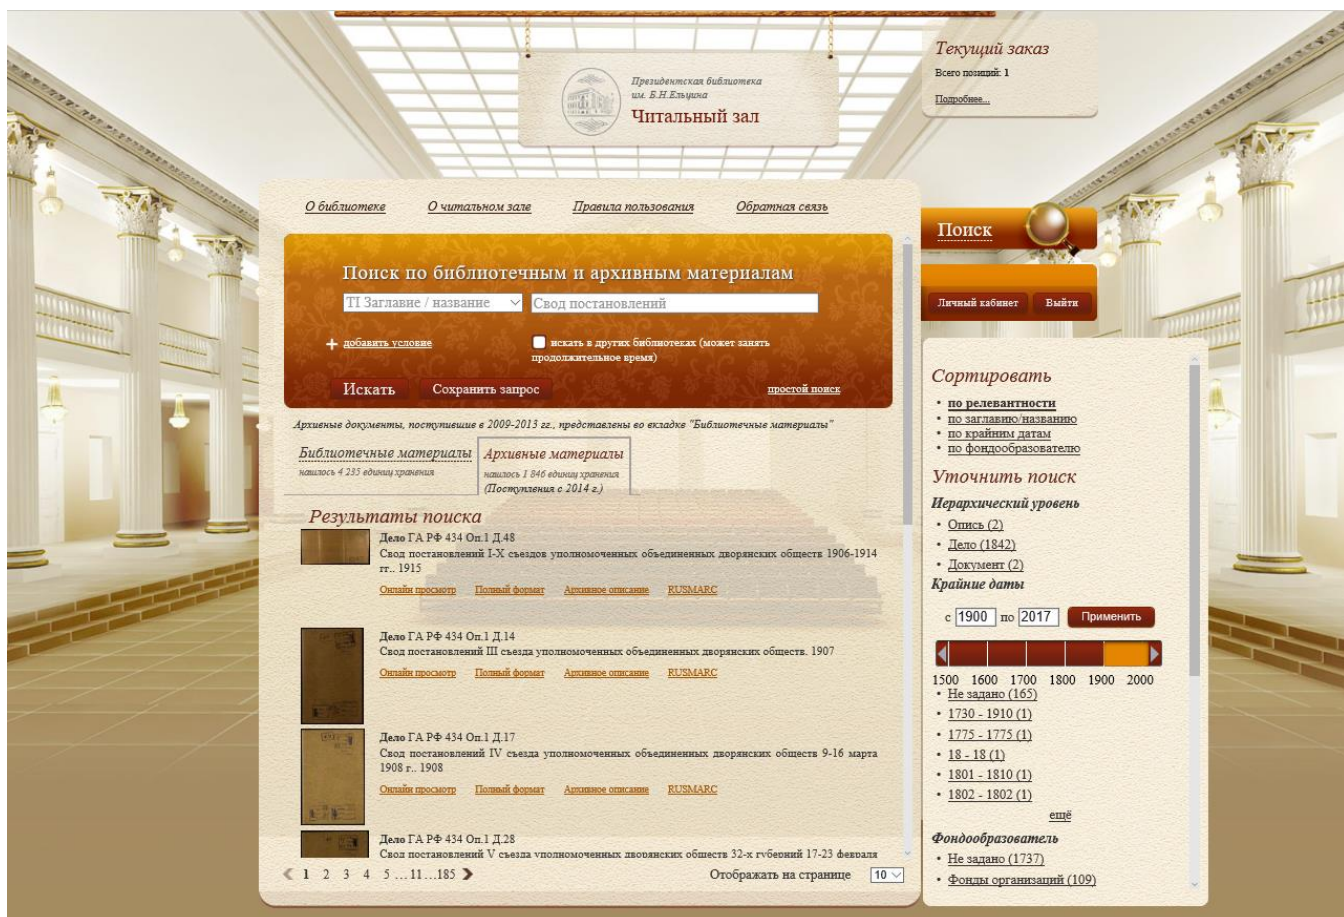 Президентская библиотека
им. Б.Н.Ельцина
Читальный зал
Текущий заказ
Всего позиций: 1
Подробнее...
О библиотеке О читальном зале Правила пользования Обратная связь
Поиск
Личный кабинет Выйти
Поиск по библиотечным и архивным материалам
TI Заглавие / название Свод постановлений
добавить условие искать в других библиотеках (может занять
продолжительное время)
Искать Сохранить запрос простой поиск
Архивные документы, поступившие в 2009-2013 гг., представлены во вкладке "Библиотечные материалы"
Библиотечные материалы
нашлось 4 235 единиц хранения
Архивные материалы
нашлось 1 846 единиц хранения
(Поступления с 2014 г.)
Результаты поиска
Дело ГА РФ 434 Оп.1 Д.48
Свод постановлений I-X съездов уполномоченных объединенных дворянских обществ 1906-1914
гг.. 1915
Онлайн просмотр Полный формат Архивное описание RUSMARC
Дело ГА РФ 434 Оп.1 Д.14
Свод постановлений III съезда уполномоченных объединенных дворянских обществ. 1907
Онлайн просмотр Полный формат Архивное описание RUSMARC
Дело ГА РФ 434 Оп.1 Д.17
Свод постановлений IV съезда уполномоченных объединенных дворянских обществ 9-16 марта
1908 г.. 1908
Онлайн просмотр Полный формат Архивное описание RUSMARC
Дело ГА РФ 434 Оп.1 Д.28
Свод постановлений V съезда уполномоченных дворянских обществ 32-х губерний 17-23 февраля
1 2 3 4 5 ... 11 ... 185 Отображать на странице 10
Сортировать
• по релевантности
• по заглавию/названию
• по крайним датам
• по фондообразователю
Уточнить поиск
Иерархический уровень
• Опись (2)
• Дело (1842)
• Документ (2)
Крайние даты
с 1900 по 2017 Применить
1500 1600 1700 1800 1900 2000
• Не задано (165)
• 1730 - 1910 (1)
• 1775 - 1775 (1)
• 18 - 18 (1)
• 1801 - 1810 (1)
• 1802 - 1802 (1)
ещё
Фондообразователь
• Не задано (1737)
• Фонды организаций (109)